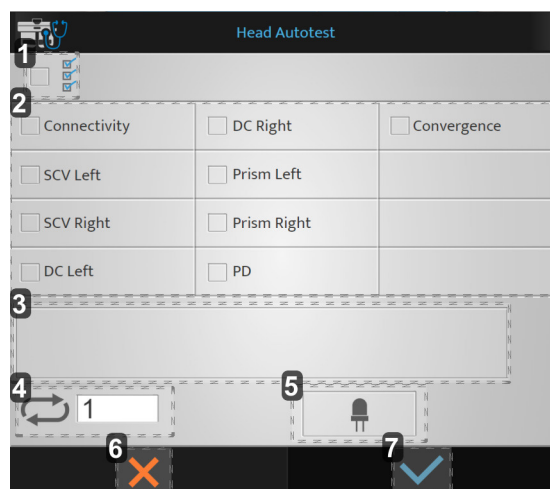 Head Autotest
1
2
Connectivity DC Right Convergence
SCV Left Prism Left
SCV Right Prism Right
DC Left PD
3
4 5
1
6 7